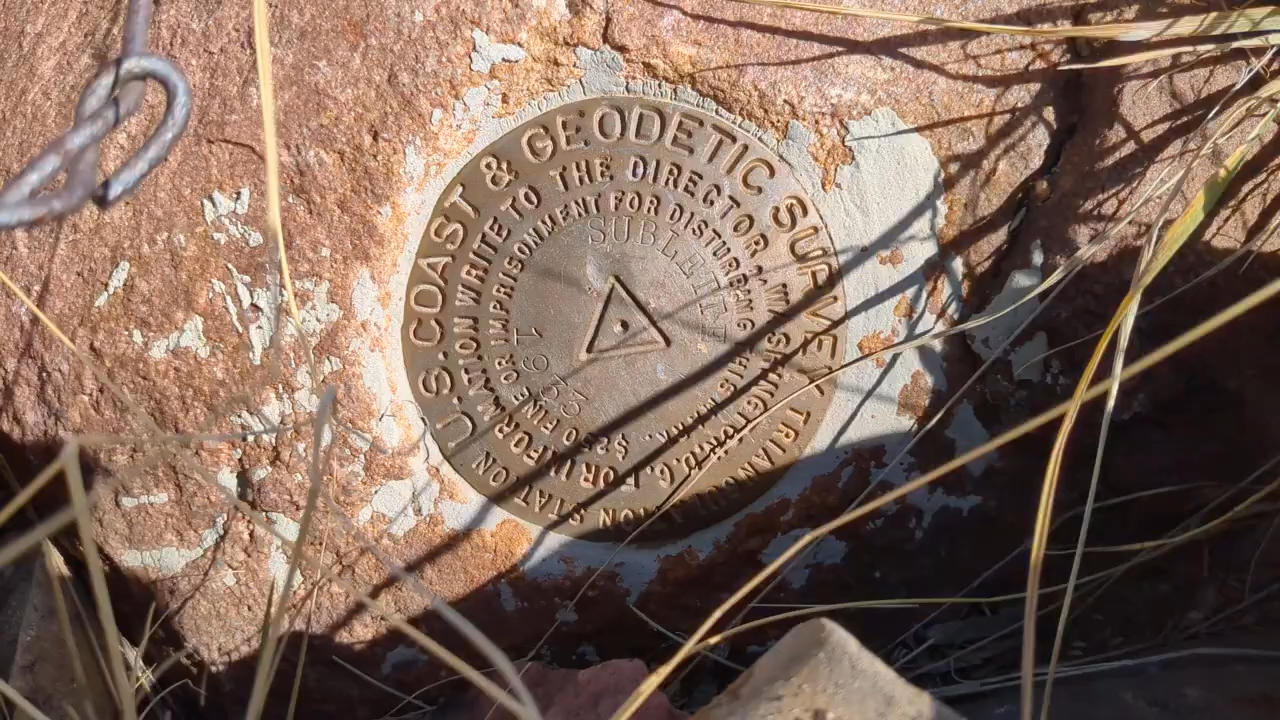 U.S. COAST & GEODETIC SURVEY TRIANGULATION STATION
FOR INFORMATION WRITE TO THE DIRECTOR, WASHINGTON, D.C.
$250 FINE OR IMPRISONMENT FOR DISTURBING THIS MARK.
SUBLETTE
1933